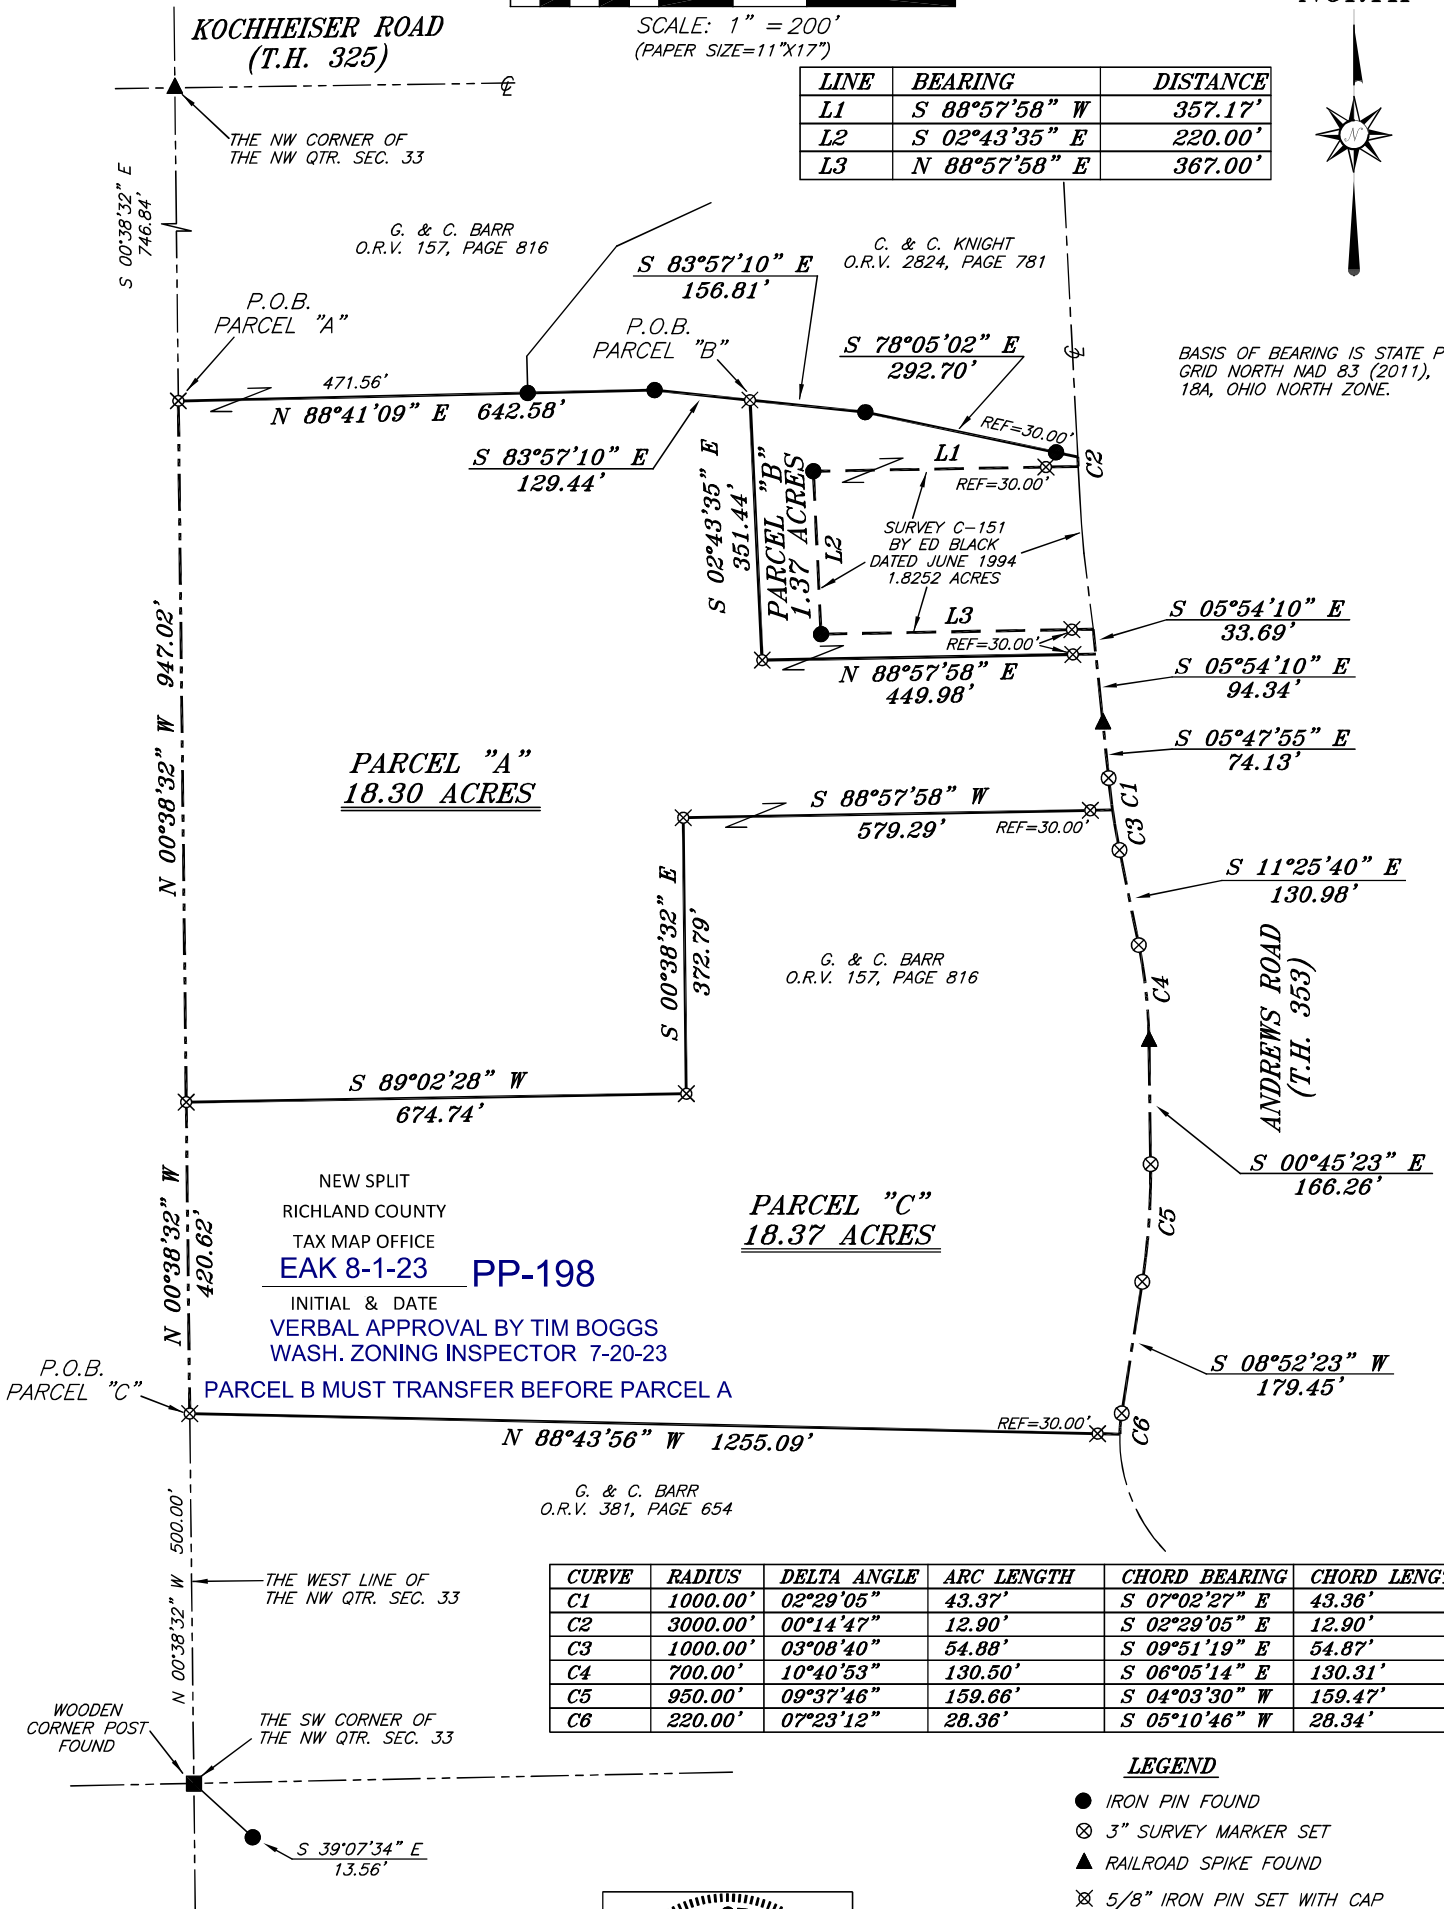 SCALE: 1" = 200'
(PAPER SIZE=11"X17")
KOCHHEISER ROAD
(T.H. 325)
℄
THE NW CORNER OF
THE NW QTR. SEC. 33
LINE BEARING DISTANCE
L1 S 88°57'58" W 357.17'
L2 S 02°43'35" E 220.00'
L3 N 88°57'58" E 367.00'
N
S 00°38'32" E
746.84'
G. & C. BARR
O.R.V. 157, PAGE 816
C. & C. KNIGHT
O.R.V. 2824, PAGE 781
S 83°57'10" E
156.81'
P.O.B.
PARCEL "A"
P.O.B.
PARCEL "B"
S 78°05'02" E
292.70'
℄
BASIS OF BEARING IS STATE P
GRID NORTH NAD 83 (2011),
18A, OHIO NORTH ZONE.
471.56'
N 88°41'09" E 642.58'
S 83°57'10" E
129.44'
REF=30.00'
L1
REF=30.00'
C2
S 02°43'35" E
351.44'
PARCEL "B"
1.37 ACRES
L2
SURVEY C-151
BY ED BLACK
DATED JUNE 1994
1.8252 ACRES
L3
REF=30.00'
N 88°57'58" E
449.98'
S 05°54'10" E
33.69'
S 05°54'10" E
94.34'
S 05°47'55" E
74.13'
N 00°38'32" W 947.02'
PARCEL "A"
18.30 ACRES
S 88°57'58" W
579.29'
REF=30.00'
C1
C3
S 11°25'40" E
130.98'
S 00°38'32" E
372.79'
G. & C. BARR
O.R.V. 157, PAGE 816
C4
ANDREWS ROAD
(T.H. 353)
S 89°02'28" W
674.74'
S 00°45'23" E
166.26'
N 00°38'32" W
420.62'
NEW SPLIT
RICHLAND COUNTY
TAX MAP OFFICE
EAK 8-1-23 PP-198
INITIAL & DATE
VERBAL APPROVAL BY TIM BOGGS
WASH. ZONING INSPECTOR 7-20-23
PARCEL B MUST TRANSFER BEFORE PARCEL A
PARCEL "C"
18.37 ACRES
C5
S 08°52'23" W
179.45'
P.O.B.
PARCEL "C"
REF=30.00'
C6
N 88°43'56" W 1255.09'
G. & C. BARR
O.R.V. 381, PAGE 654
N 00°38'32" W 500.00'
THE WEST LINE OF
THE NW QTR. SEC. 33
CURVE RADIUS DELTA ANGLE ARC LENGTH CHORD BEARING CHORD LENG
C1 1000.00' 02°29'05" 43.37' S 07°02'27" E 43.36'
C2 3000.00' 00°14'47" 12.90' S 02°29'05" E 12.90'
C3 1000.00' 03°08'40" 54.88' S 09°51'19" E 54.87'
C4 700.00' 10°40'53" 130.50' S 06°05'14" E 130.31'
C5 950.00' 09°37'46" 159.66' S 04°03'30" W 159.47'
C6 220.00' 07°23'12" 28.36' S 05°10'46" W 28.34'
WOODEN
CORNER POST
FOUND
THE SW CORNER OF
THE NW QTR. SEC. 33
S 39°07'34" E
13.56'
LEGEND
IRON PIN FOUND
3" SURVEY MARKER SET
RAILROAD SPIKE FOUND
5/8" IRON PIN SET WITH CAP